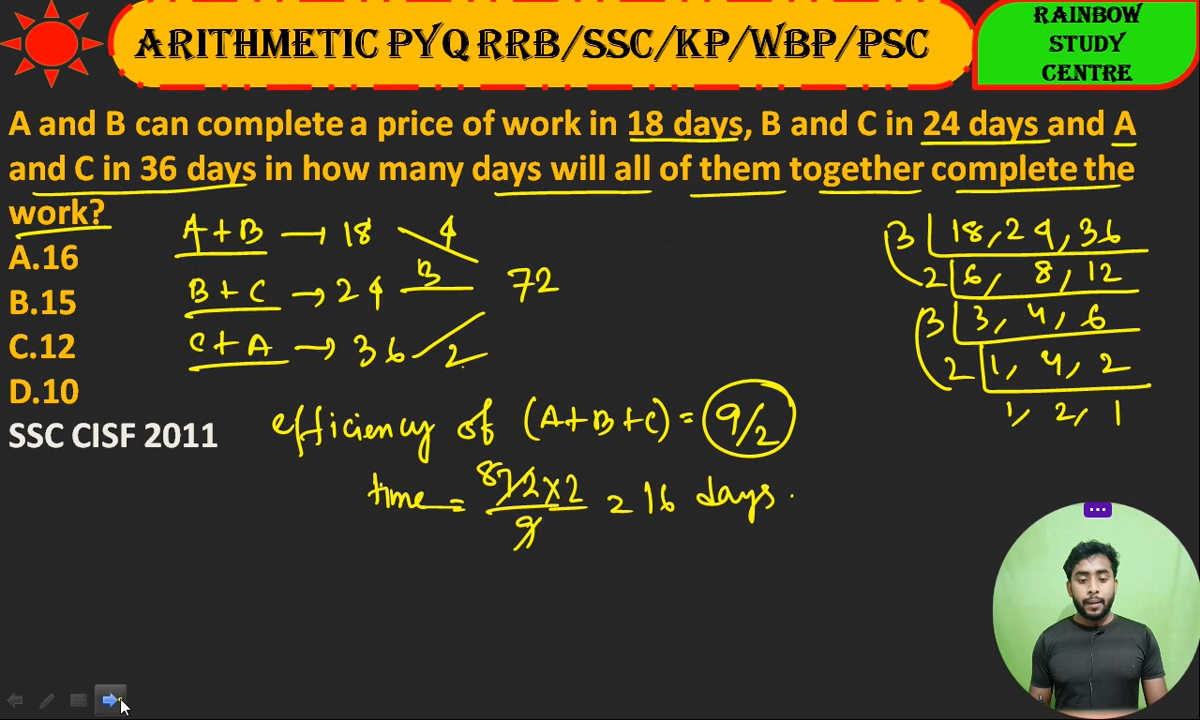 ARITHMETIC PYQ RRB/SSC/KP/WBP/PSC
RAINBOW
STUDY
CENTRE
A and B can complete a price of work in 18 days, B and C in 24 days and A
and C in 36 days in how many days will all of them together complete the
work?
A.16
B.15
C.12
D.10
SSC CISF 2011
A+B → 18 4
B+C → 24 3 72
C+A → 36 2
3 18, 24, 36
2 6, 8, 12
3 3, 4, 6
2 1, 4, 2
1, 2, 1
efficiency of (A+B+C) = 9/2
time = 8 72×2/9 = 16 days.